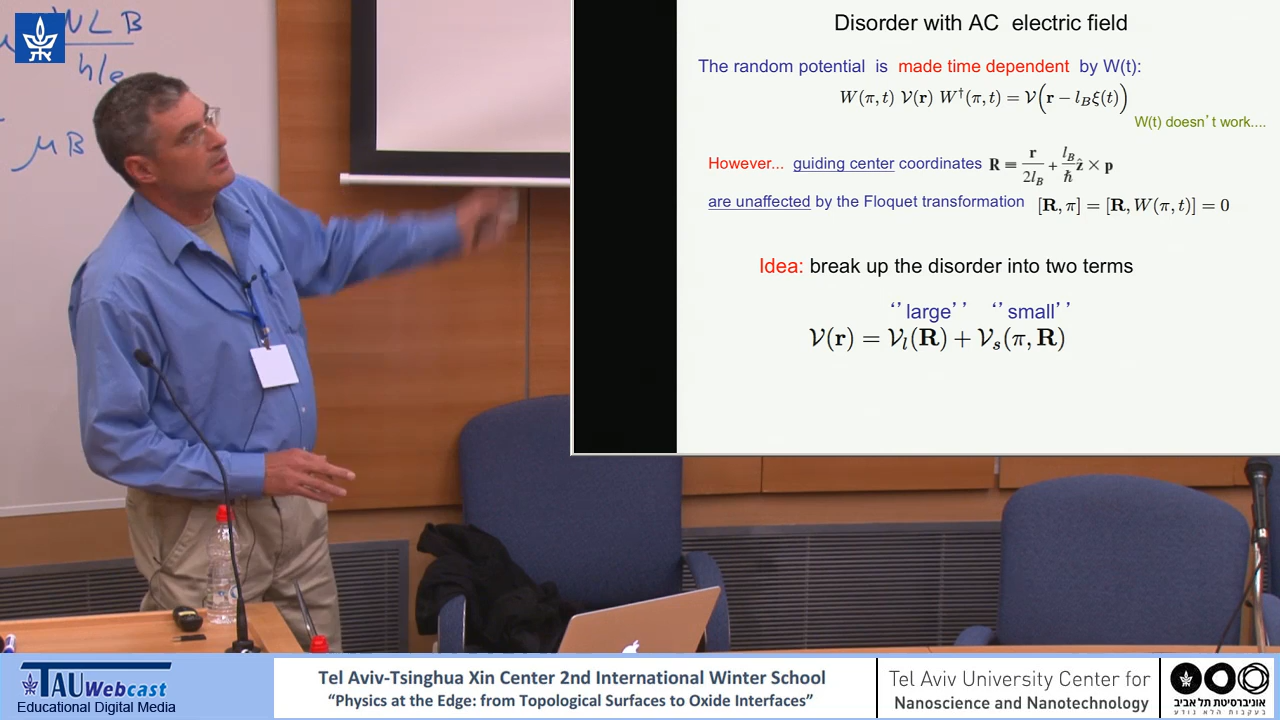 WLB
h/e
μB
Disorder with AC electric field
The random potential is made time dependent by W(t):
W(π, t) 𝒱(r) W†(π, t) = 𝒱(r − l_B ξ(t))
W(t) doesn't work....
However... guiding center coordinates R ≡ r/2l_B + l_B/ħ ẑ × p
are unaffected by the Floquet transformation [R, π] = [R, W(π, t)] = 0
Idea: break up the disorder into two terms
‘’large’’ ‘’small’’
𝒱(r) = 𝒱_l(R) + 𝒱_s(π, R)
TAU Webcast
Educational Digital Media
Tel Aviv-Tsinghua Xin Center 2nd International Winter School
“Physics at the Edge: from Topological Surfaces to Oxide Interfaces”
Tel Aviv University Center for
Nanoscience and Nanotechnology
אוניברסיטת תל אביב